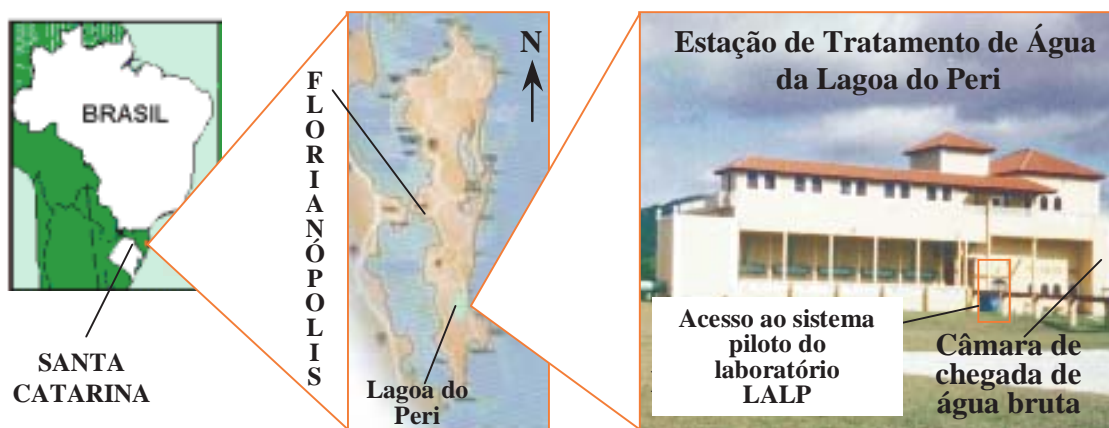 BRASIL
SANTA
CATARINA
FLORIANÓPOLIS
N
Lagoa do
Peri
Estação de Tratamento de Água
da Lagoa do Peri
Acesso ao sistema
piloto do
laboratório
LALP
Câmara de
chegada de
água bruta